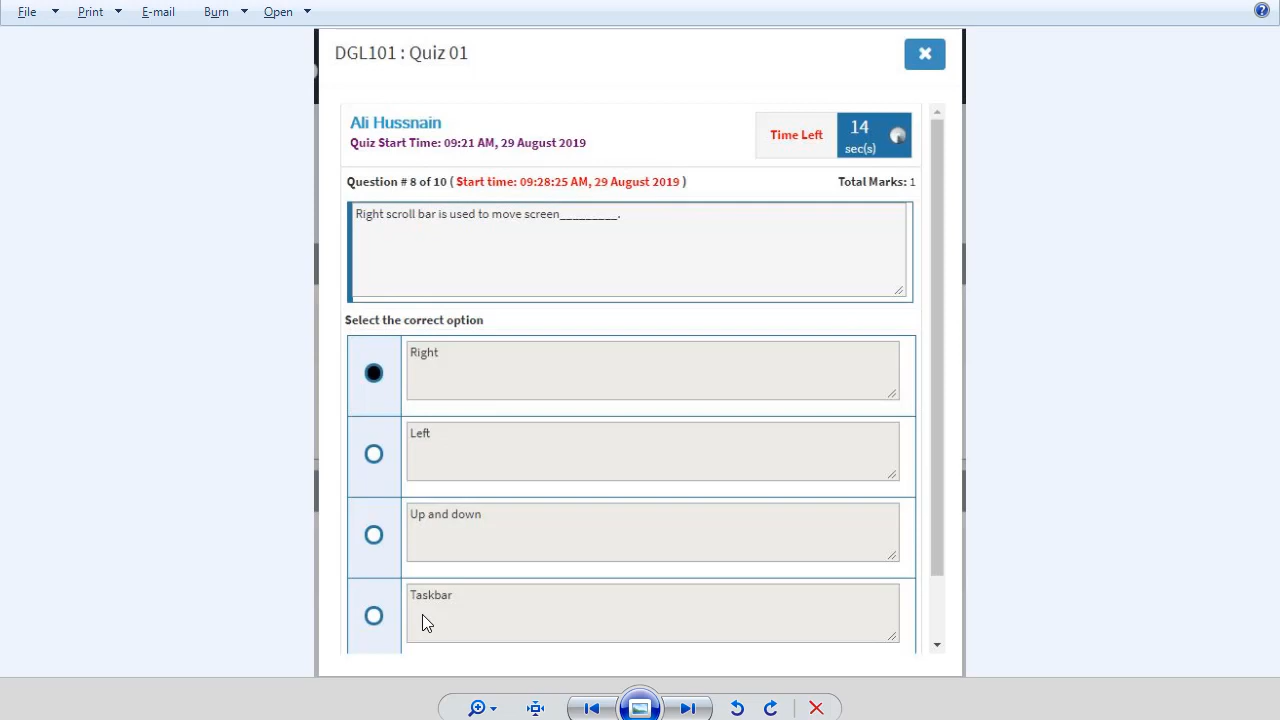 File Print E-mail Burn Open
DGL101 : Quiz 01
Ali Hussnain
Quiz Start Time: 09:21 AM, 29 August 2019
Time Left 14 sec(s)
Question # 8 of 10 ( Start time: 09:28:25 AM, 29 August 2019 ) Total Marks: 1
Right scroll bar is used to move screen_________.
Select the correct option
Right
Left
Up and down
Taskbar